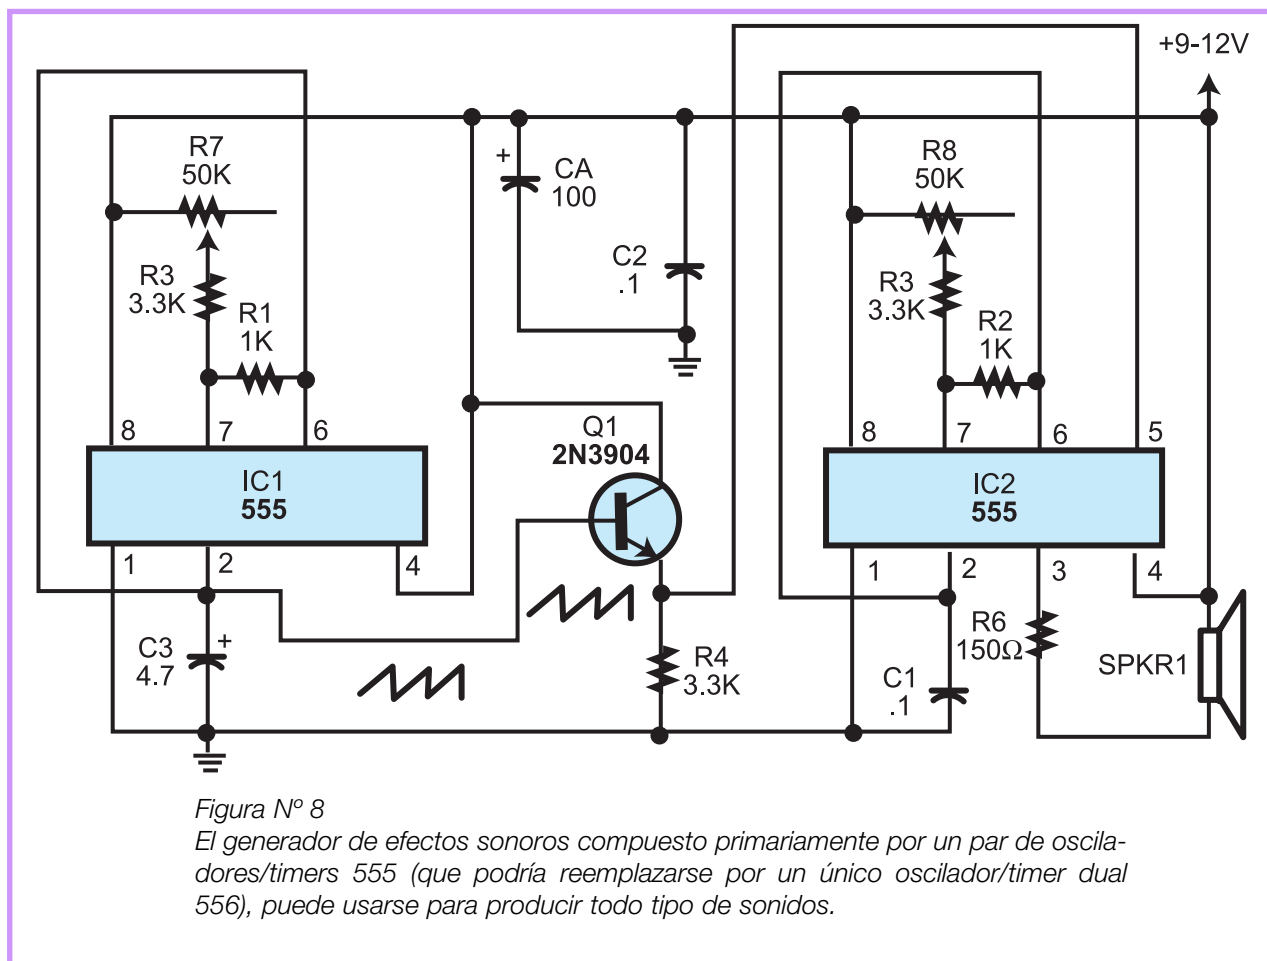 +9-12V
R7
50K
R3
3.3K
R1
1K
CA
100
+
C2
.1
R8
50K
R3
3.3K
R2
1K
8
7
6
IC1
555
1
2
4
Q1
2N3904
8
7
6
5
IC2
555
1
2
3
4
C3
4.7
+
R4
3.3K
C1
.1
R6
150Ω
SPKR1
Figura Nº 8
El generador de efectos sonoros compuesto primariamente por un par de oscila-
dores/timers 555 (que podría reemplazarse por un único oscilador/timer dual
556), puede usarse para producir todo tipo de sonidos.